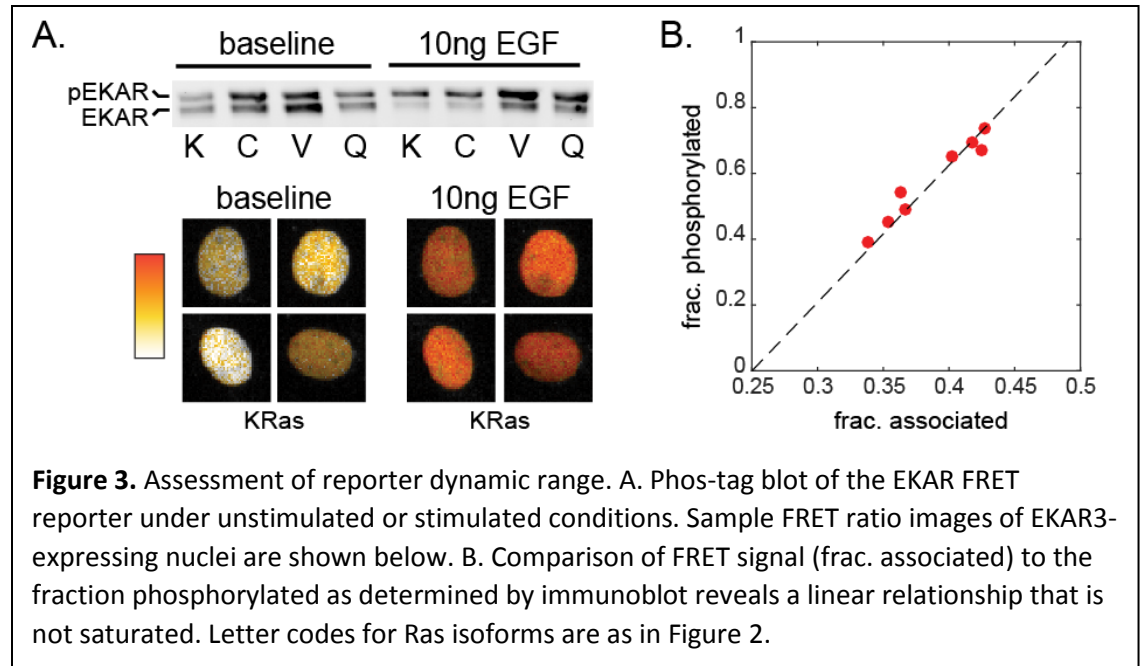 A.
baseline 10ng EGF
pEKAR
EKAR
K C V Q K C V Q
baseline 10ng EGF
KRas KRas
B.
1
0.8
0.6
0.4
0.2
0
0.25 0.3 0.35 0.4 0.45 0.5
frac. phosphorylated
frac. associated
Figure 3. Assessment of reporter dynamic range. A. Phos-tag blot of the EKAR FRET
reporter under unstimulated or stimulated conditions. Sample FRET ratio images of EKAR3-
expressing nuclei are shown below. B. Comparison of FRET signal (frac. associated) to the
fraction phosphorylated as determined by immunoblot reveals a linear relationship that is
not saturated. Letter codes for Ras isoforms are as in Figure 2.